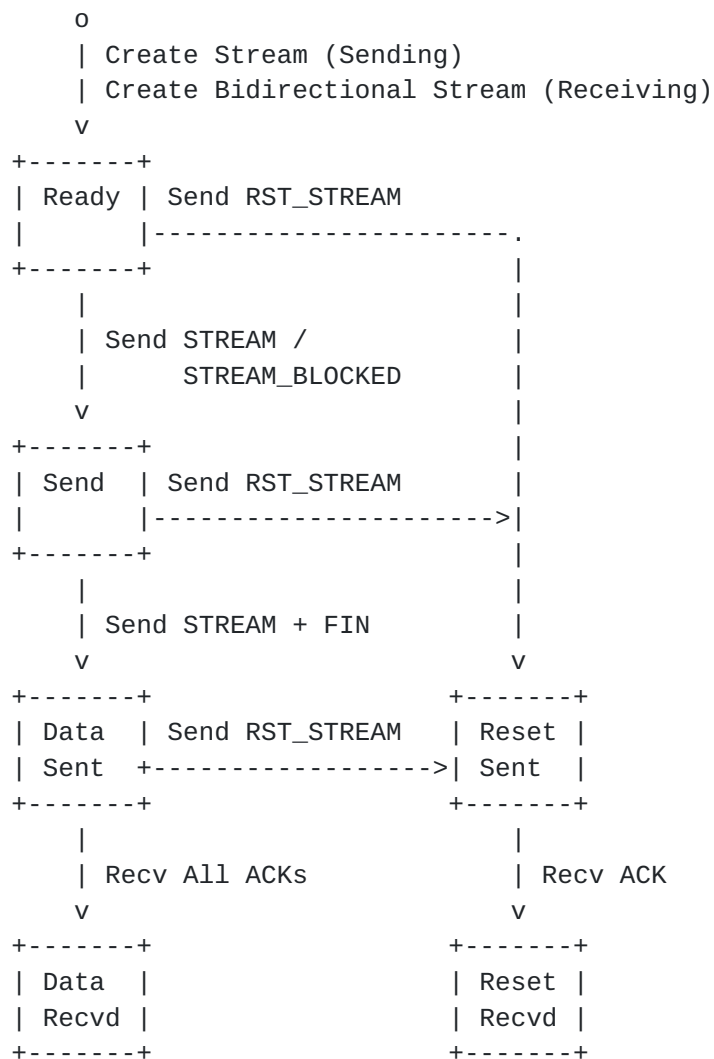 o
| Create Stream (Sending)
| Create Bidirectional Stream (Receiving)
v
+-------+
| Ready | Send RST_STREAM
|       |-----------------------.
+-------+                       |
|                           |
| Send STREAM /             |
|      STREAM_BLOCKED       |
v                           |
+-------+                       |
| Send  | Send RST_STREAM       |
|       |---------------------->|
+-------+                       |
|                           |
| Send STREAM + FIN         |
v                           v
+-------+                   +-------+
| Data  | Send RST_STREAM   | Reset |
| Sent  +------------------>| Sent  |
+-------+                   +-------+
|                           |
| Recv All ACKs             | Recv ACK
v                           v
+-------+                   +-------+
| Data  |                   | Reset |
| Recvd |                   | Recvd |
+-------+                   +-------+